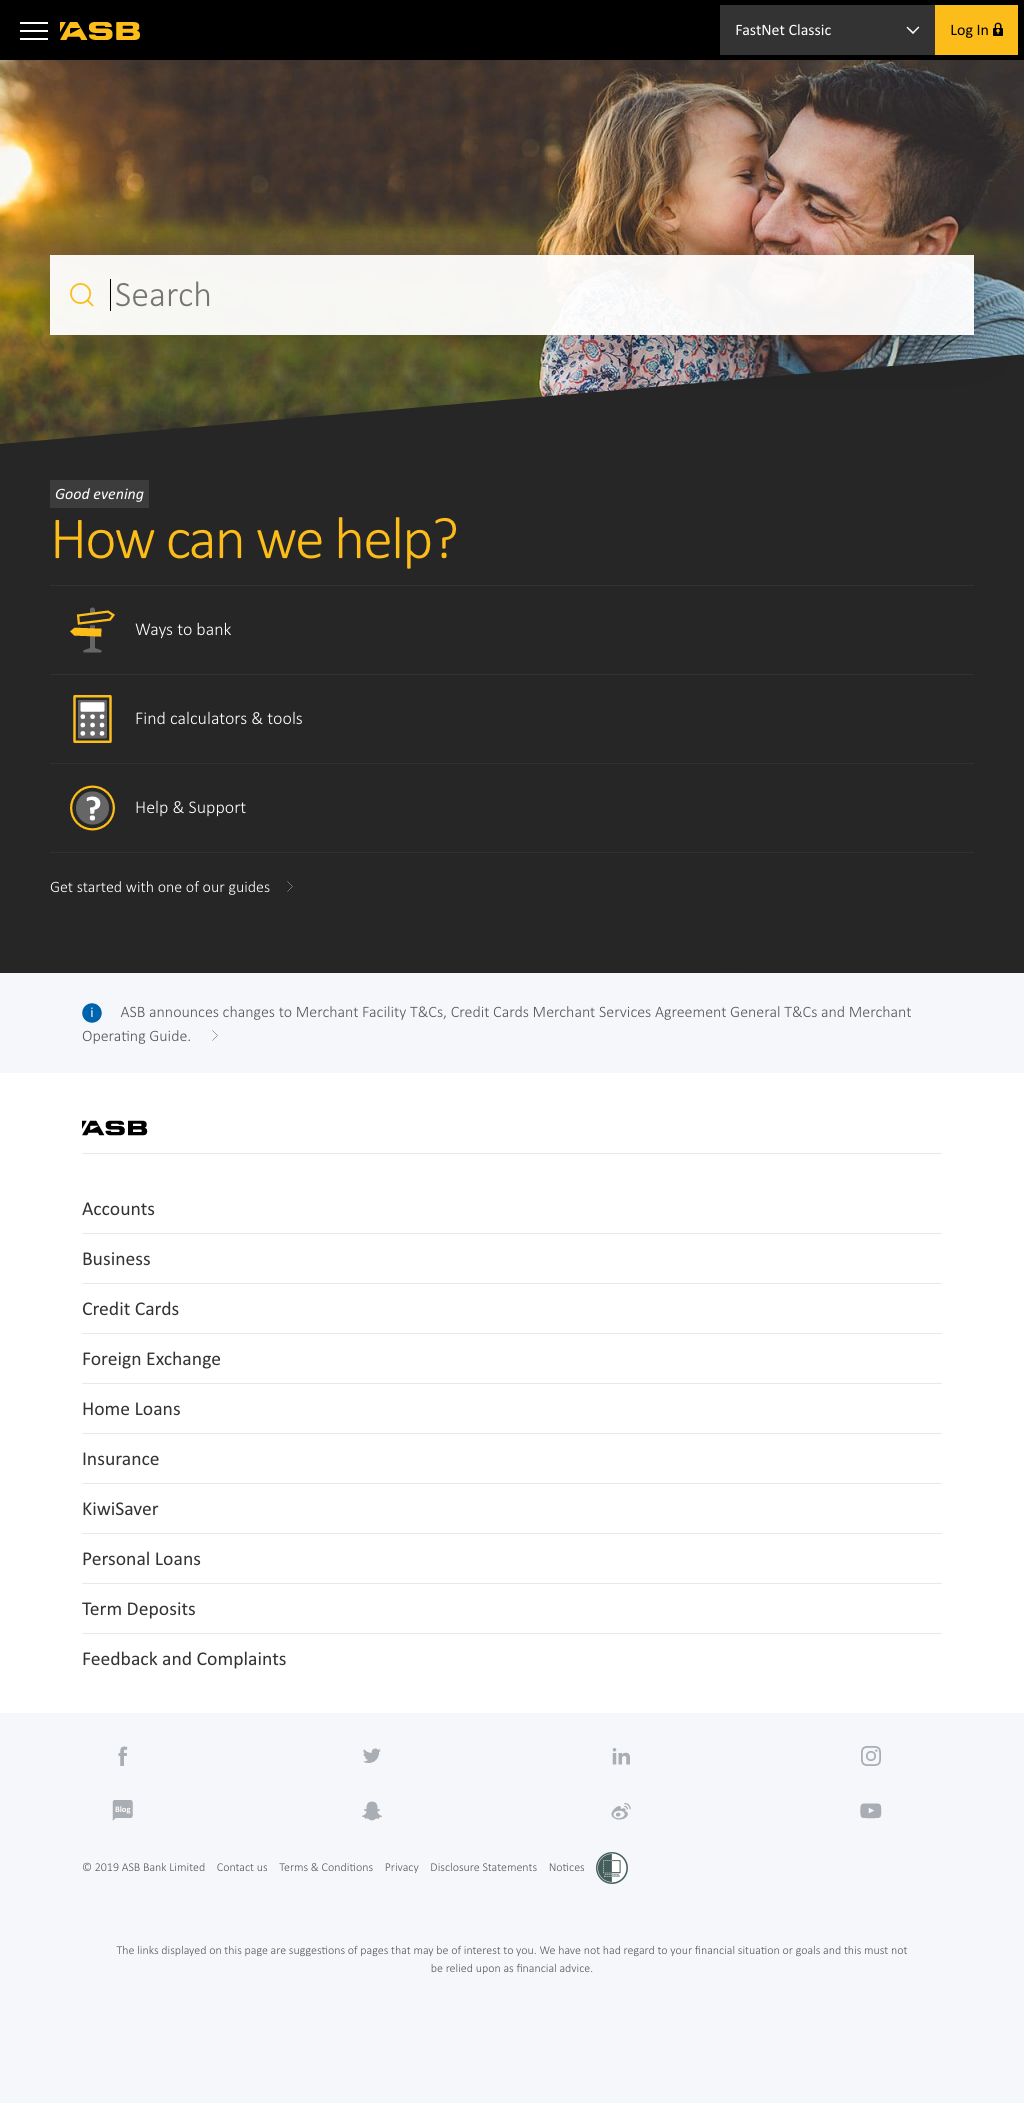 ASB
FastNet Classic
Log In
Search
Good evening
How can we help?
Ways to bank
Find calculators & tools
Help & Support
Get started with one of our guides
ASB announces changes to Merchant Facility T&Cs, Credit Cards Merchant Services Agreement General T&Cs and Merchant
Operating Guide.
ASB
Accounts
Business
Credit Cards
Foreign Exchange
Home Loans
Insurance
KiwiSaver
Personal Loans
Term Deposits
Feedback and Complaints
Blog
© 2019 ASB Bank Limited Contact us Terms & Conditions Privacy Disclosure Statements Notices
The links displayed on this page are suggestions of pages that may be of interest to you. We have not had regard to your financial situation or goals and this must not
be relied upon as financial advice.